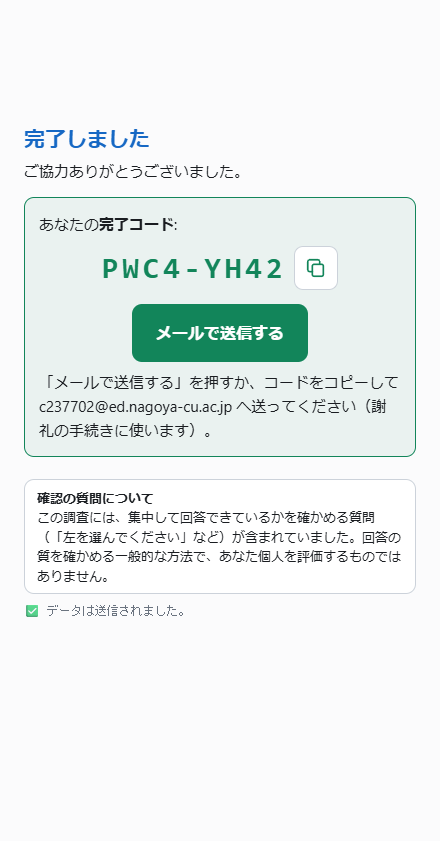 完了しました
ご協力ありがとうございました。
あなたの完了コード:
PWC4-YH42
メールで送信する
「メールで送信する」を押すか、コードをコピーして
c237702@ed.nagoya-cu.ac.jp へ送ってください（謝
礼の手続きに使います）。
確認の質問について
この調査には、集中して回答できているかを確かめる質問
（「左を選んでください」など）が含まれていました。回答の
質を確かめる一般的な方法で、あなた個人を評価するものでは
ありません。
✅ データは送信されました。